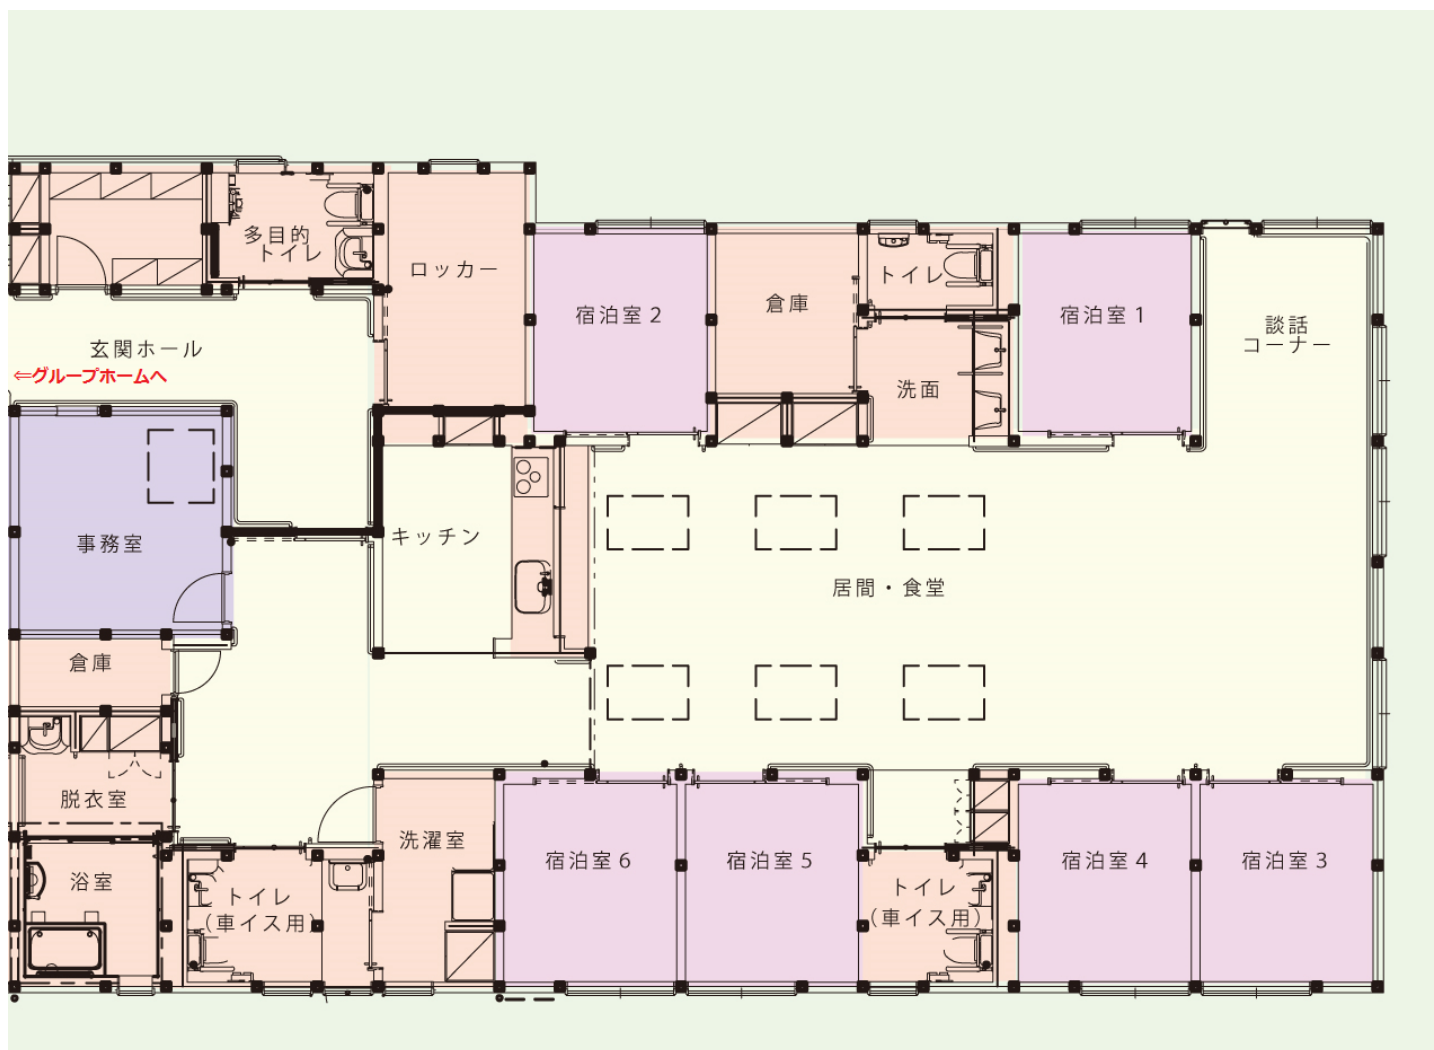 多目的
トイレ
ロッカー
宿泊室２
倉庫
トイレ
宿泊室１
談話
コーナー
玄関ホール
⇐グループホームへ
洗面
事務室
キッチン
居間・食堂
倉庫
脱衣室
洗濯室
宿泊室６
宿泊室５
宿泊室４
宿泊室３
浴室
トイレ
（車イス用）
トイレ
（車イス用）